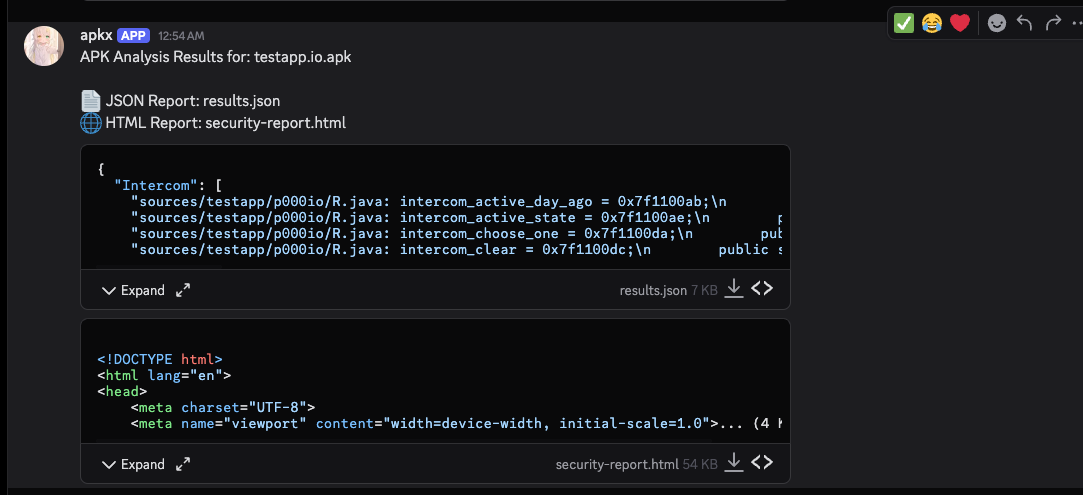 apkx APP 12:54 AM
APK Analysis Results for: testapp.io.apk
JSON Report: results.json
HTML Report: security-report.html
{
"Intercom": [
"sources/testapp/p000io/R.java: intercom_active_day_ago = 0x7f1100ab;\n
"sources/testapp/p000io/R.java: intercom_active_state = 0x7f1100ae;\n p
"sources/testapp/p000io/R.java: intercom_choose_one = 0x7f1100da;\n pub
"sources/testapp/p000io/R.java: intercom_clear = 0x7f1100dc;\n public s
Expand results.json 7 KB
<!DOCTYPE html>
<html lang="en">
<head>
<meta charset="UTF-8">
<meta name="viewport" content="width=device-width, initial-scale=1.0">... (4 K
Expand security-report.html 54 KB